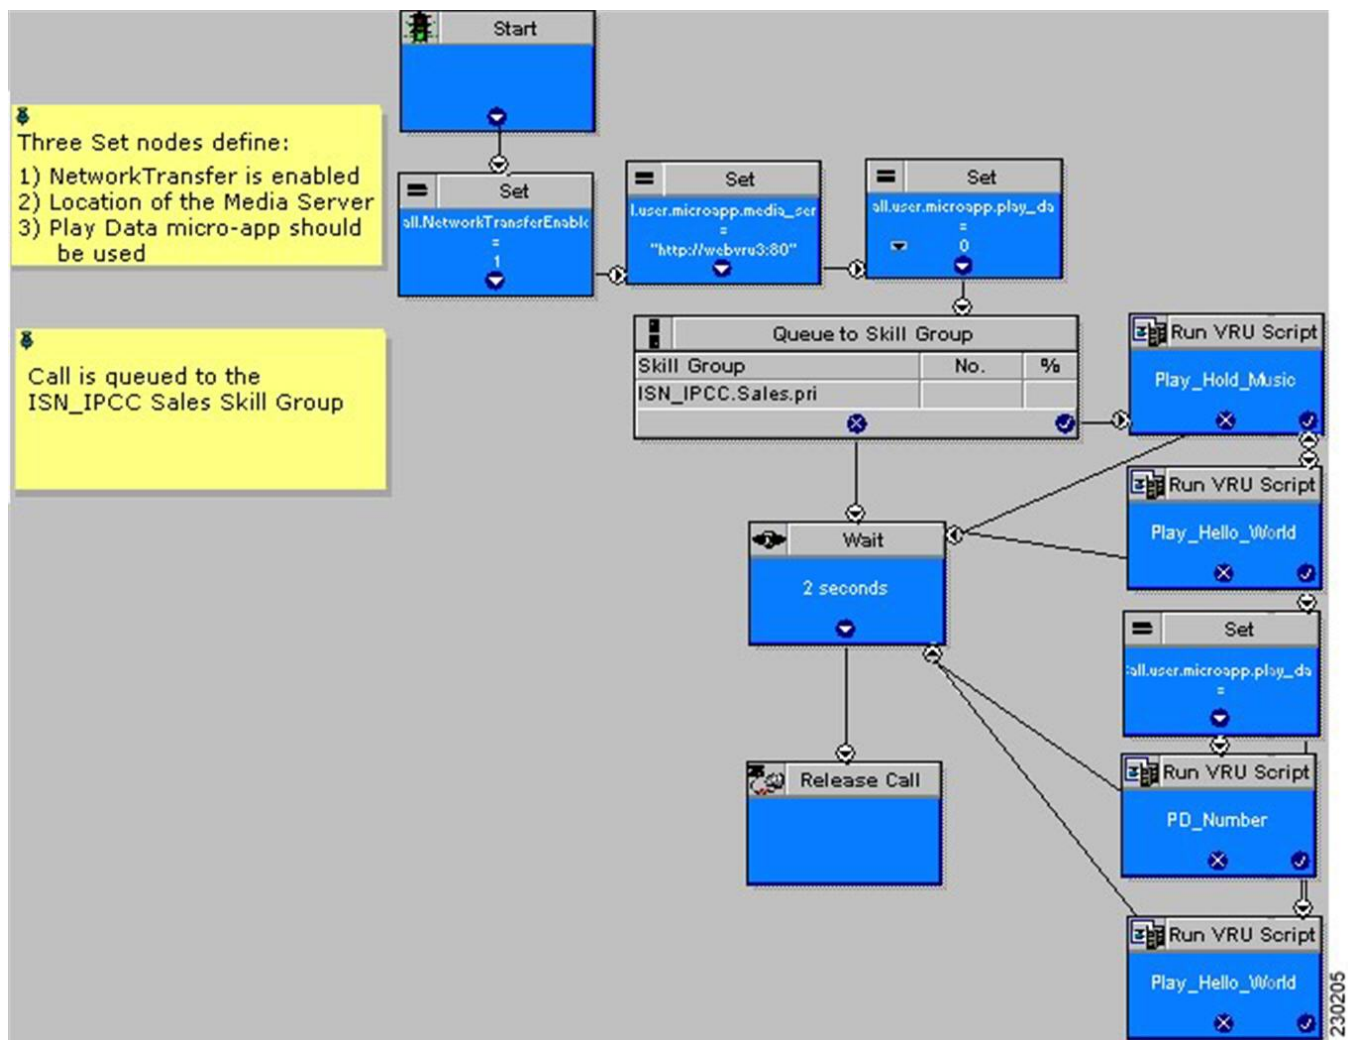 Start
Three Set nodes define:
1) NetworkTransfer is enabled
2) Location of the Media Server
3) Play Data micro-app should
be used
Set
all.NetworkTransferEnable
=
1
Set
l.user.microapp.media_ser
=
"http://webvru3:80"
Set
all.user.microapp.play_da
=
0
Queue to Skill Group
Skill Group No. %
ISN_IPCC.Sales.pri
Run VRU Script
Play_Hold_Music
Call is queued to the
ISN_IPCC Sales Skill Group
Run VRU Script
Play_Hello_World
Wait
2 seconds
Set
all.user.microapp.play_da
=
Release Call
Run VRU Script
PD_Number
Run VRU Script
Play_Hello_World
230205